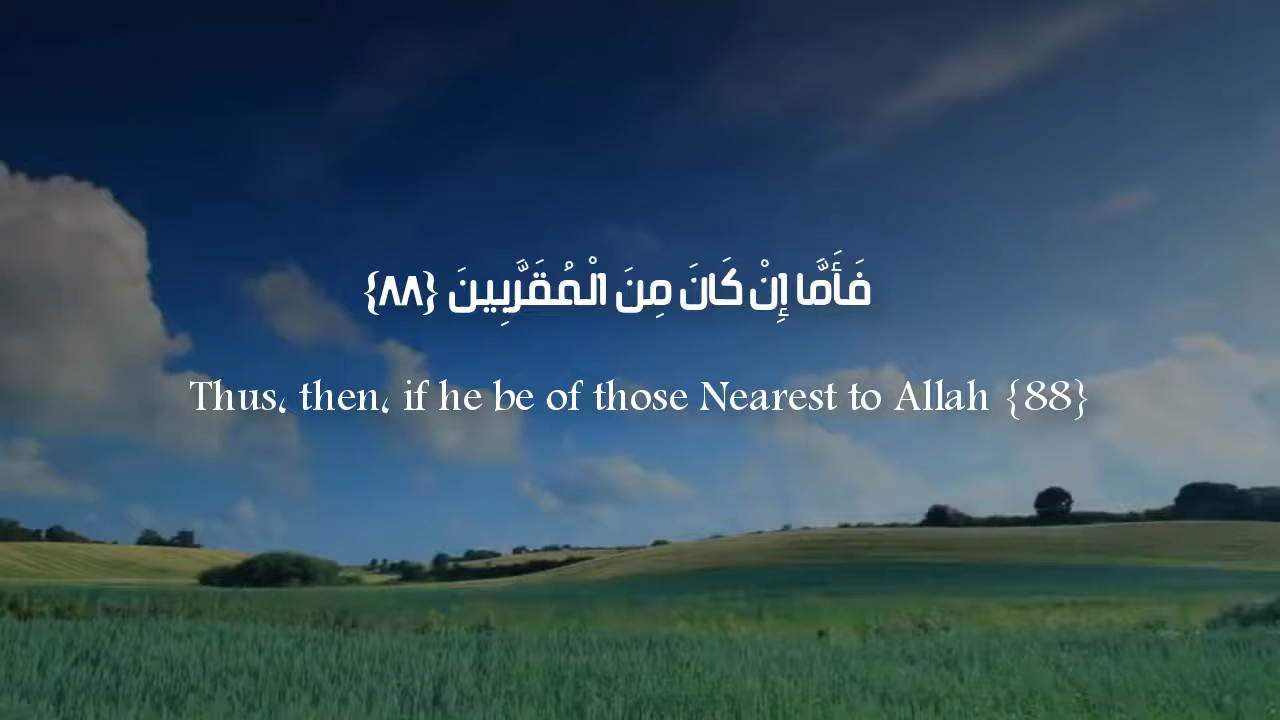 فَأَمَّا إِنْ كَانَ مِنَ الْمُقَرَّبِينَ {٨٨}
Thus، then، if he be of those Nearest to Allah {88}